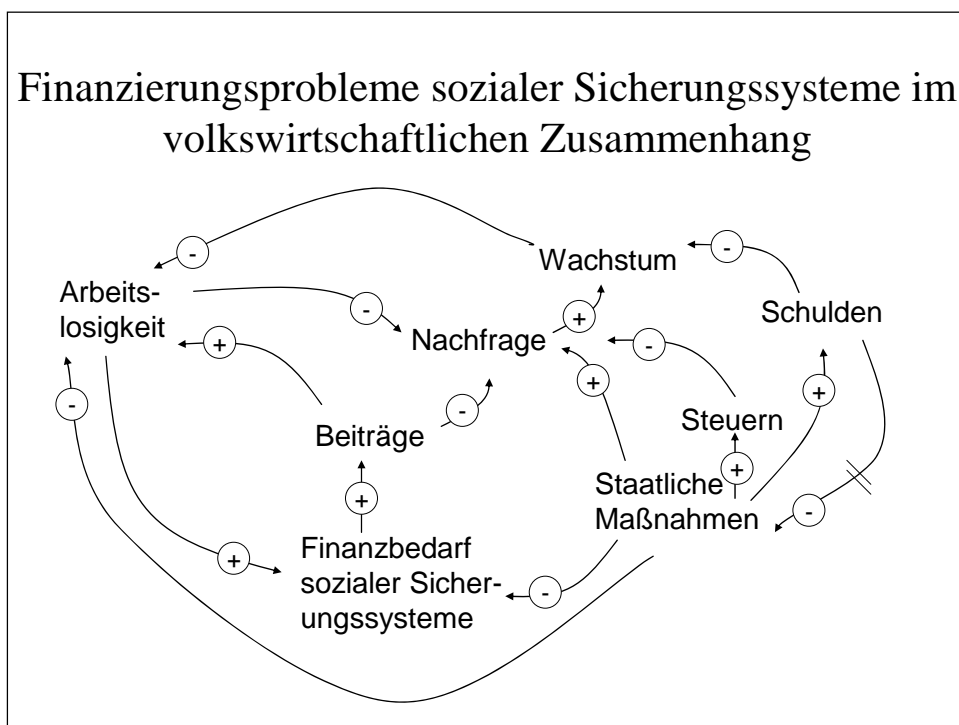 Finanzierungsprobleme sozialer Sicherungssysteme im
volkswirtschaftlichen Zusammenhang
-
-
Wachstum
Arbeits-
losigkeit
-
+
Schulden
Nachfrage
+
-
+
-
+
-
Beiträge
Steuern
+
+
Staatliche
Maßnahmen
-
Finanzbedarf
sozialer Sicher-
ungssysteme
+
-